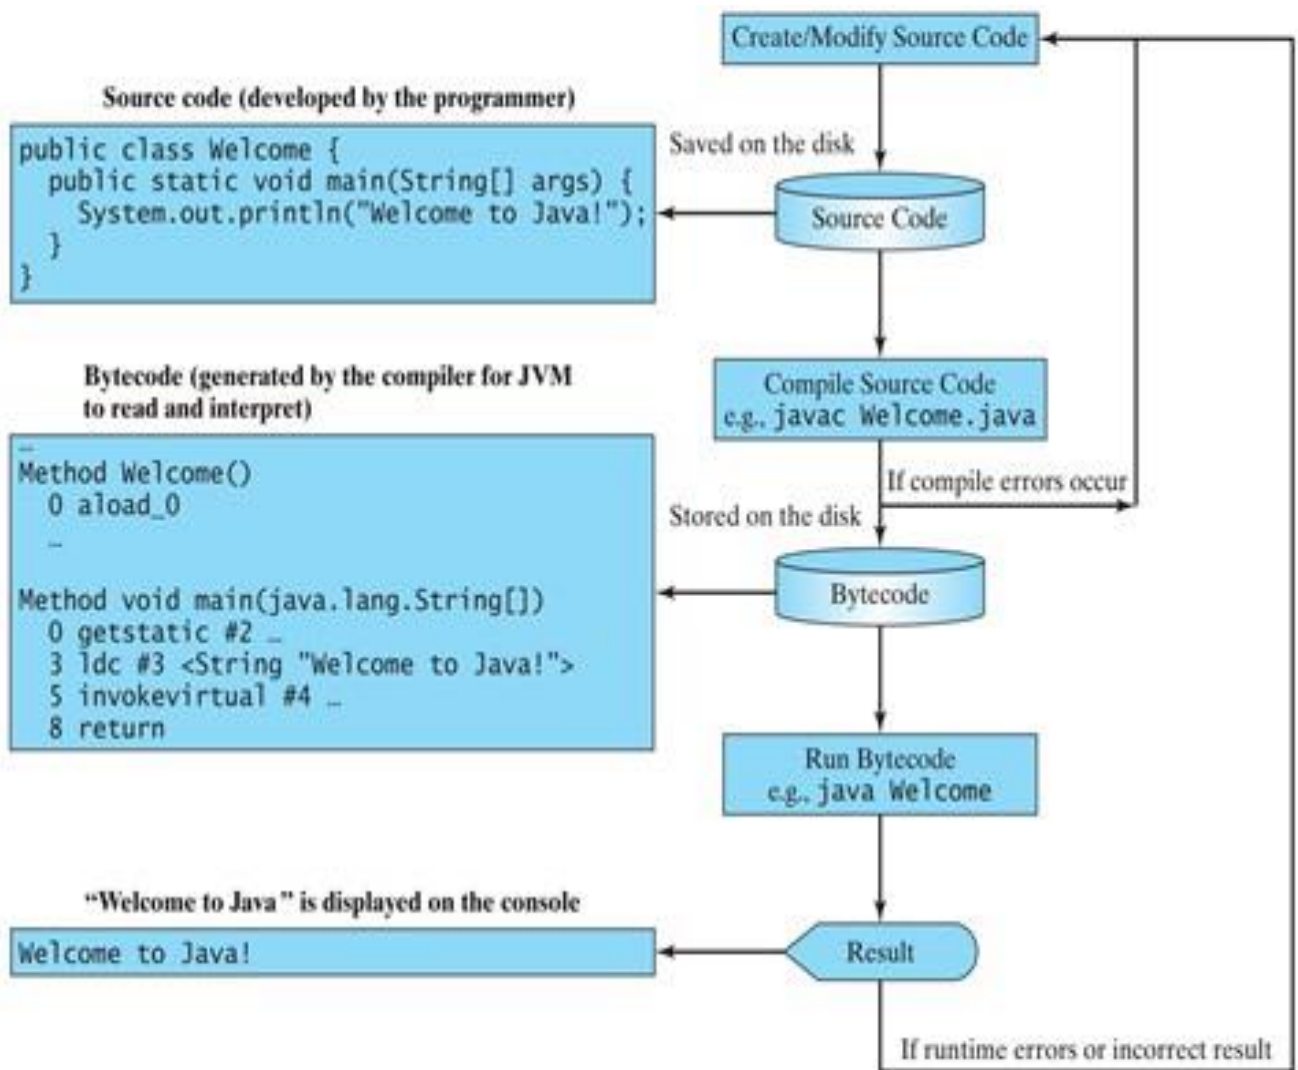 Create/Modify Source Code
Source code (developed by the programmer)
public class Welcome {
  public static void main(String[] args) {
    System.out.println("Welcome to Java!");
  }
}
Saved on the disk
Source Code
Compile Source Code
e.g., javac Welcome.java
If compile errors occur
Stored on the disk
Bytecode (generated by the compiler for JVM
to read and interpret)
…
Method Welcome()
  0 aload_0
  …
Method void main(java.lang.String[])
  0 getstatic #2 …
  3 ldc #3 <String "Welcome to Java!">
  5 invokevirtual #4 …
  8 return
Bytecode
Run Bytecode
e.g., java Welcome
“Welcome to Java” is displayed on the console
Welcome to Java!
Result
If runtime errors or incorrect result